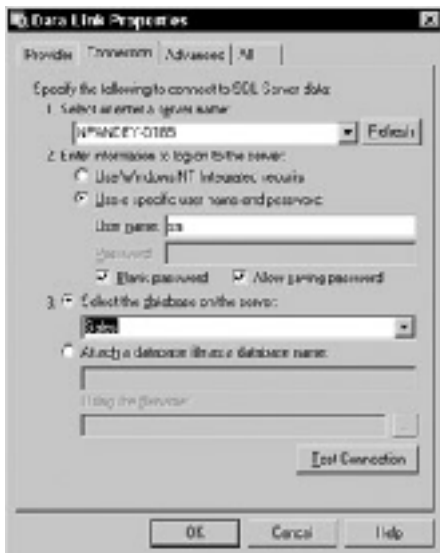 Data Link Properties
Provider Connection Advanced All
Specify the following to connect to SQL Server data:
1. Select or enter a server name:
Refresh
2. Enter information to log on to the server:
Use Windows NT Integrated security
Use a specific user name and password:
User name: sa
Password:
Blank password Allow saving password
3. Select the database on the server:
Sales
Attach a database file as a database name:
Using the filename:
Test Connection
OK Cancel Help